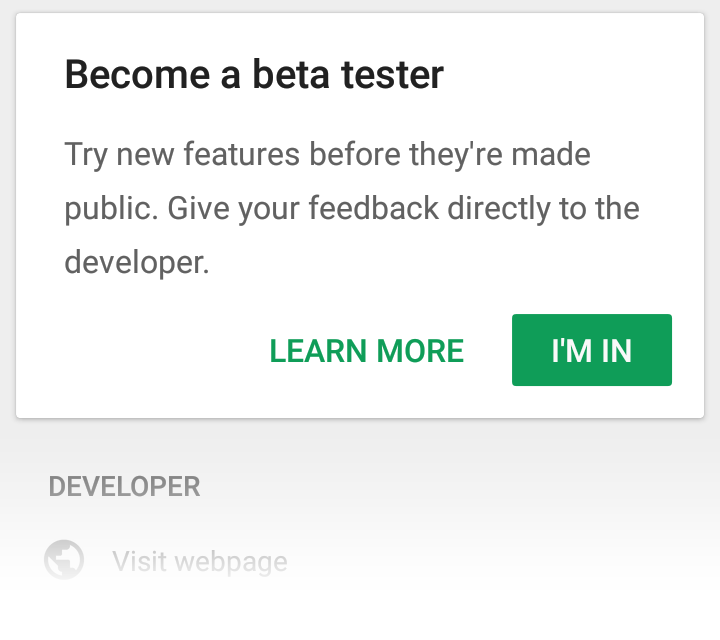 Become a beta tester
Try new features before they're made
public. Give your feedback directly to the
developer.
LEARN MORE
I'M IN
DEVELOPER
Visit webpage